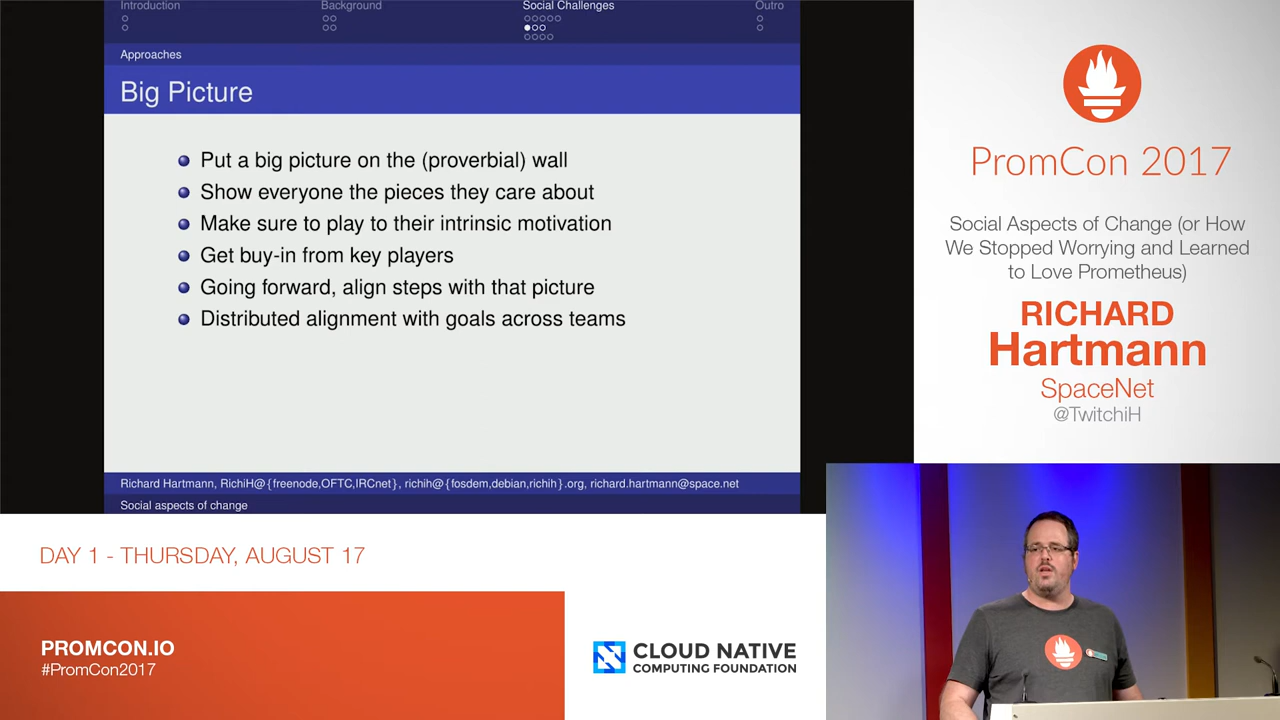 Introduction
Background
Social Challenges
Outro
Approaches
Big Picture
Put a big picture on the (proverbial) wall
Show everyone the pieces they care about
Make sure to play to their intrinsic motivation
Get buy-in from key players
Going forward, align steps with that picture
Distributed alignment with goals across teams
Richard Hartmann, RichiH@{freenode,OFTC,IRCnet}, richih@{fosdem,debian,richih}.org, richard.hartmann@space.net
Social aspects of change
PromCon 2017
Social Aspects of Change (or How
We Stopped Worrying and Learned
to Love Prometheus)
RICHARD
Hartmann
SpaceNet
@TwitchiH
DAY 1 - THURSDAY, AUGUST 17
PROMCON.IO
#PromCon2017
CLOUD NATIVE
COMPUTING FOUNDATION